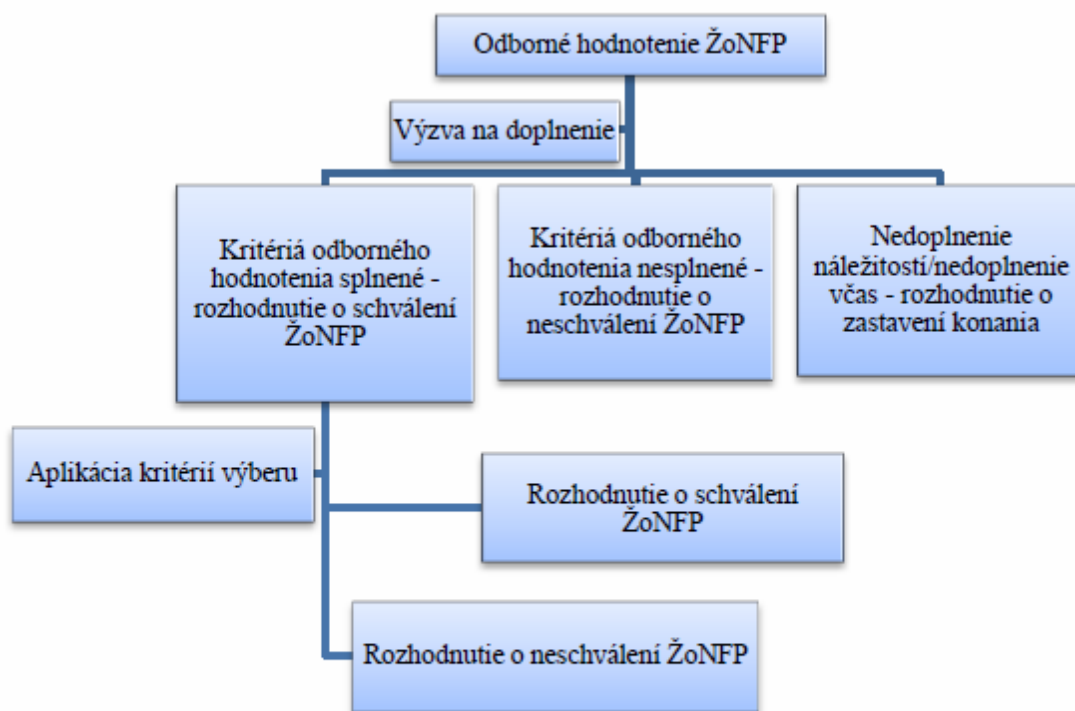 Odborné hodnotenie ŽoNFP
Výzva na doplnenie
Kritériá odborného
hodnotenia splnené -
rozhodnutie o schválení
ŽoNFP
Kritériá odborného
hodnotenia nesplnené -
rozhodnutie o
neschválení ŽoNFP
Nedoplnenie
náležitostí/nedoplnenie
včas - rozhodnutie o
zastavení konania
Aplikácia kritérií výberu
Rozhodnutie o schválení
ŽoNFP
Rozhodnutie o neschválení ŽoNFP